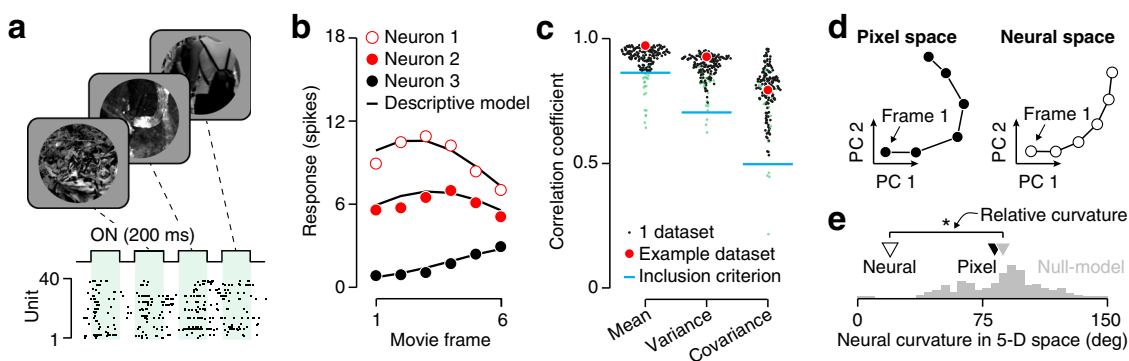 a
ON (200 ms)
40
Unit
1
b
18
12
6
0
Response (spikes)
Neuron 1
Neuron 2
Neuron 3
Descriptive model
1
6
Movie frame
c
1.0
0.5
0
Correlation coefficient
1 dataset
Example dataset
Inclusion criterion
Mean
Variance
Covariance
d
Pixel space
Neural space
Frame 1
PC 2
PC 1
Frame 1
PC 2
PC 1
e
* Relative curvature
Neural
Pixel
Null-model
0
75
150
Neural curvature in 5-D space (deg)